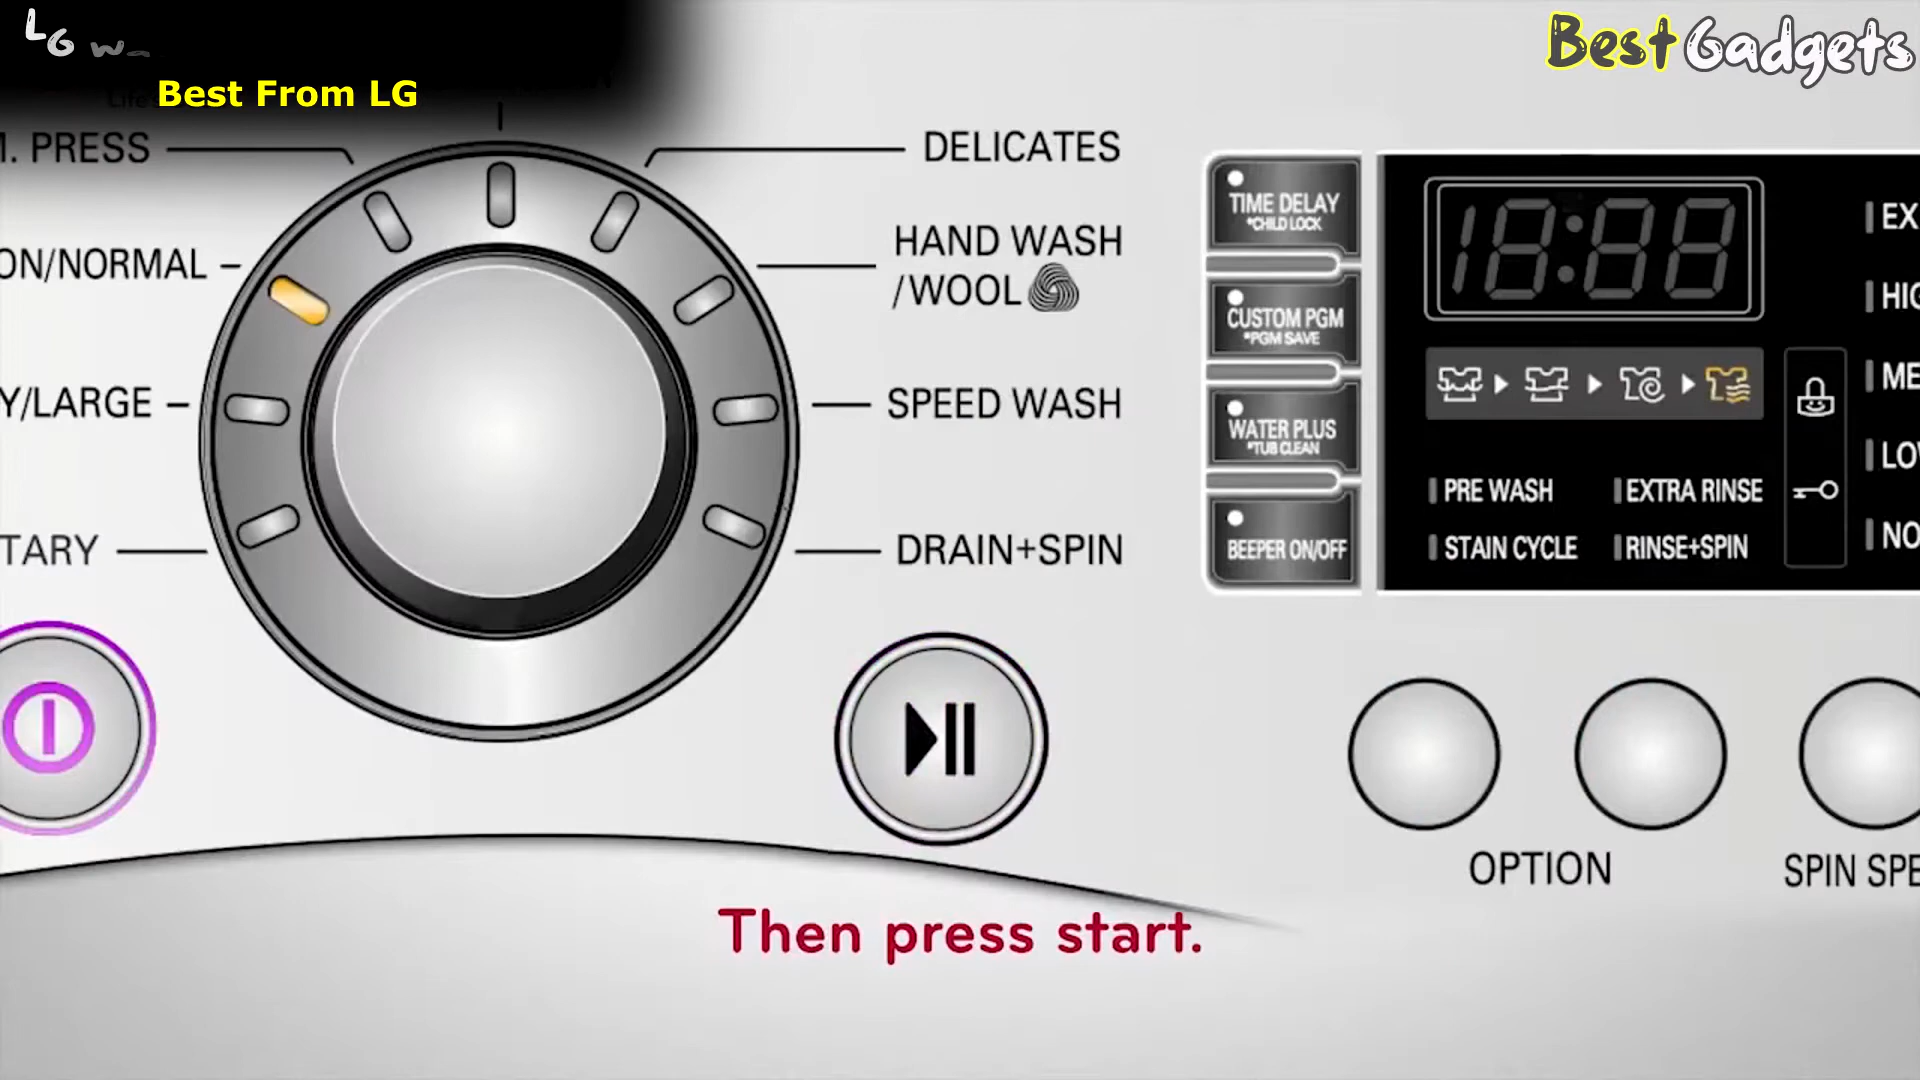 LG w
Best Gadgets
Best From LG
M. PRESS
DELICATES
ON/NORMAL
HAND WASH
/WOOL
Y/LARGE
SPEED WASH
TARY
DRAIN+SPIN
TIME DELAY
*CHILD LOCK
CUSTOM PGM
*PGM SAVE
WATER PLUS
*TUB CLEAN
BEEPER ON/OFF
18:88
PRE WASH
EXTRA RINSE
STAIN CYCLE
RINSE+SPIN
EX
HIG
ME
LOW
NO
OPTION
SPIN SPE
Then press start.